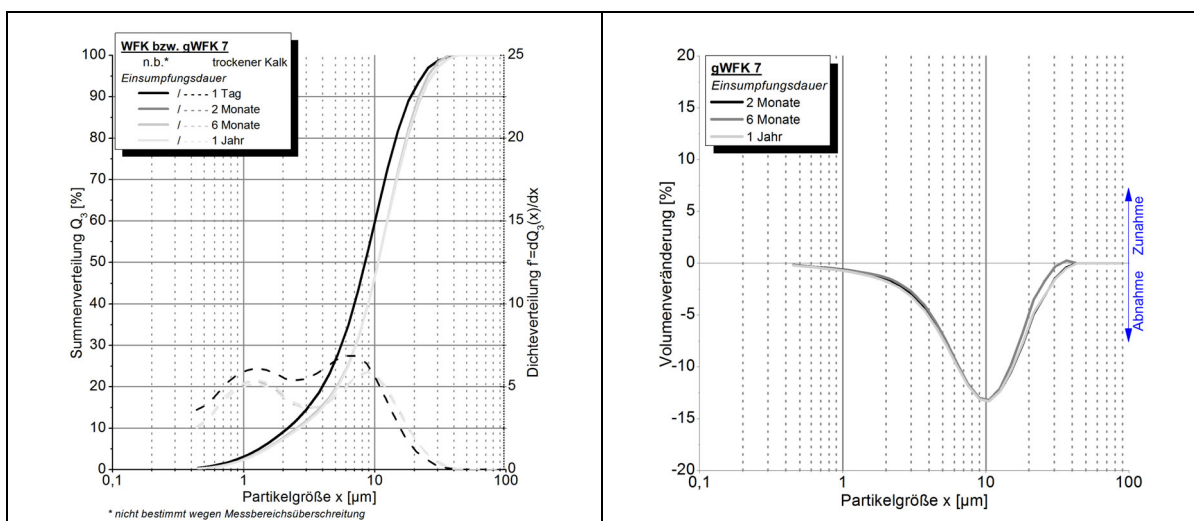 WFK bzw. gWFK 7
n.b.* trockener Kalk
Einsumpfungsdauer
/ 1 Tag
/ 2 Monate
/ 6 Monate
/ 1 Jahr
Summenverteilung Q3 [%]
100
90
80
70
60
50
40
30
20
10
0
Dichteverteilung f'=dQ3(x)/dx
25
20
15
10
5
0
0,1 1 10 100
Partikelgröße x [µm]
* nicht bestimmt wegen Messbereichsüberschreitung
gWFK 7
Einsumpfungsdauer
2 Monate
6 Monate
1 Jahr
Volumenveränderung [%]
20
15
10
5
0
-5
-10
-15
-20
Zunahme
Abnahme
0,1 1 10 100
Partikelgröße x [µm]